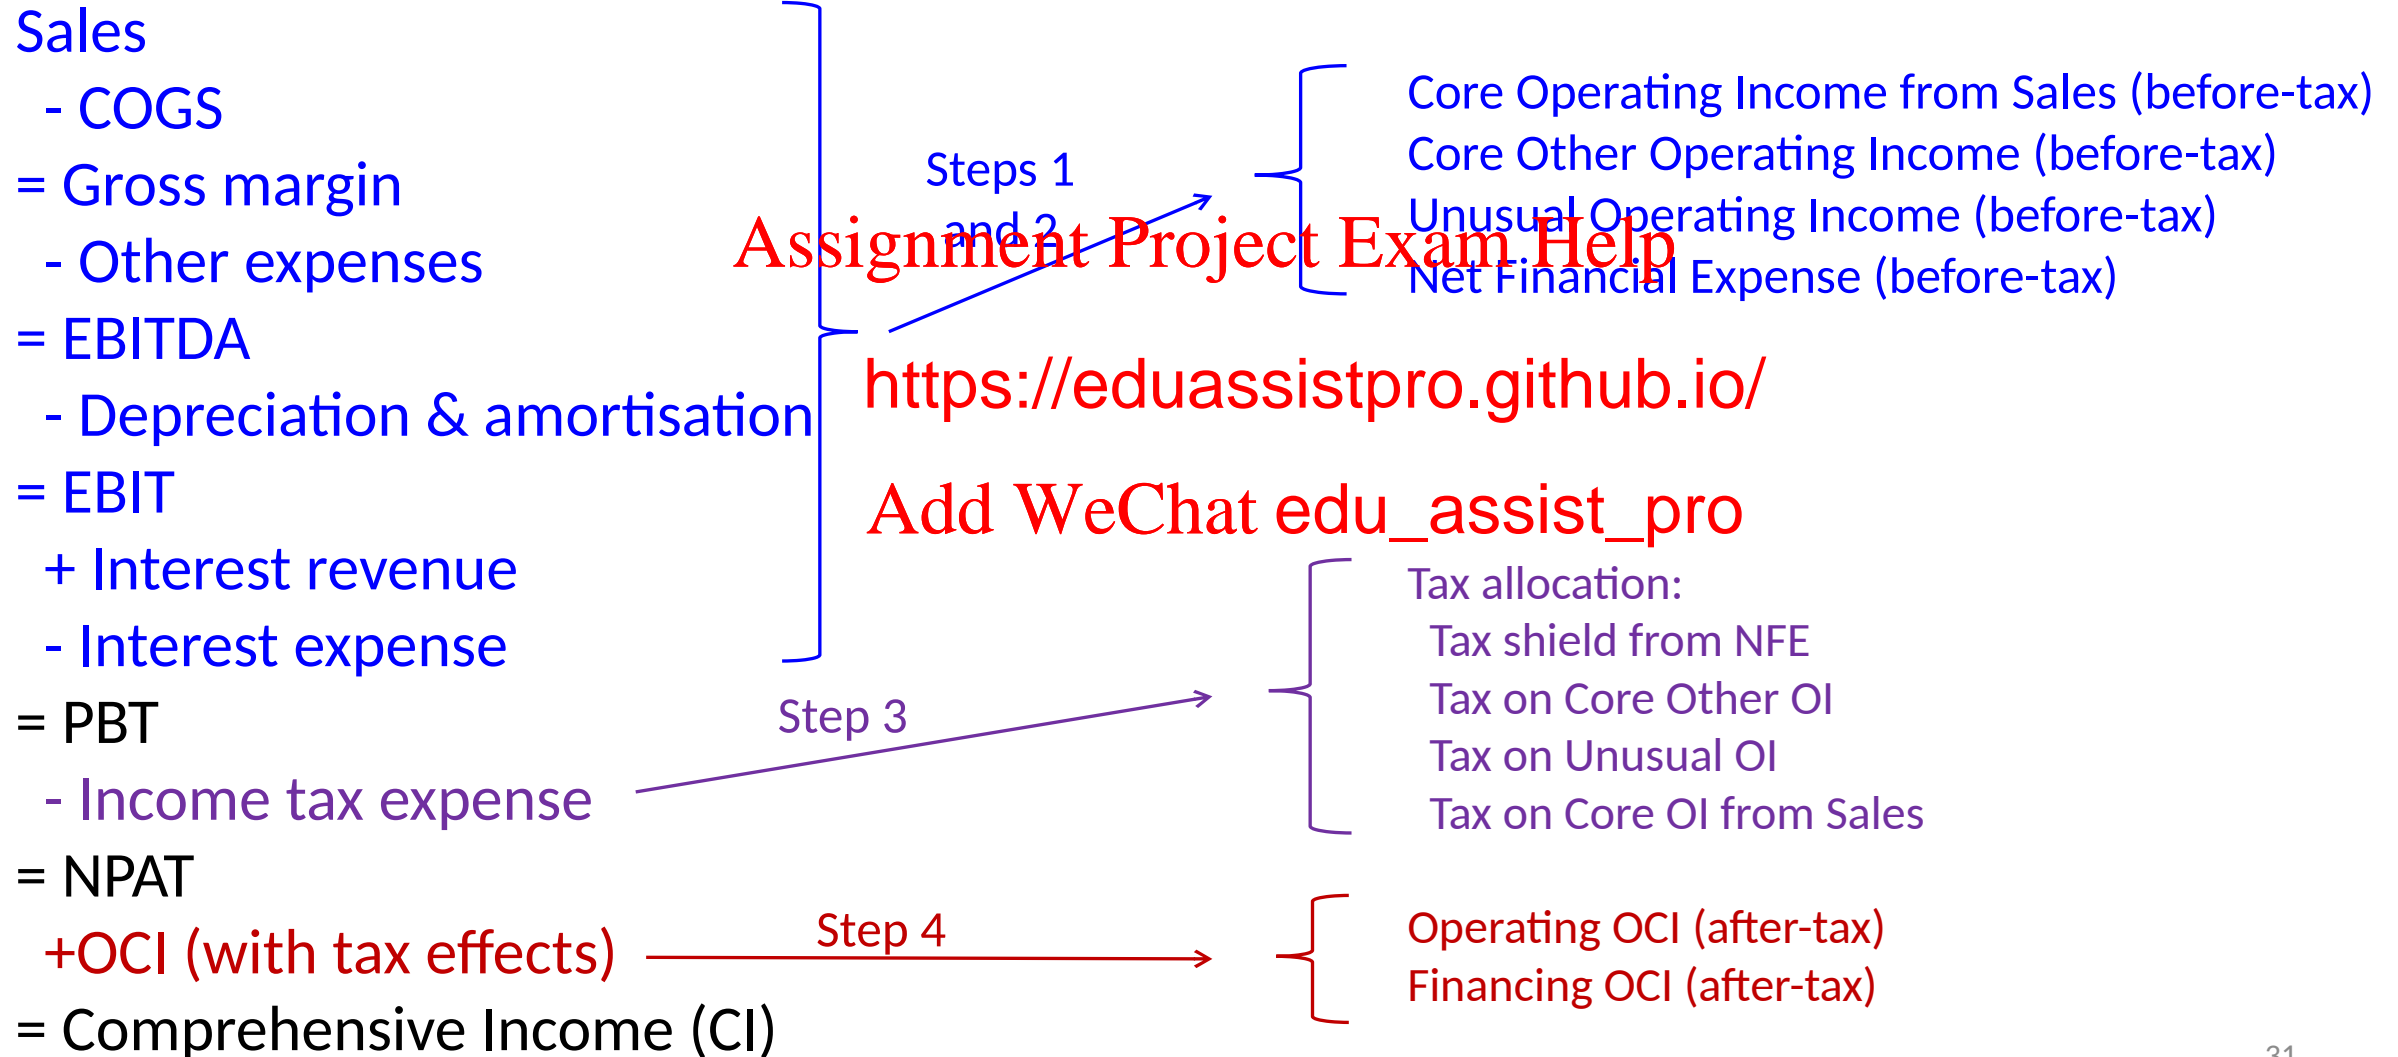 Sales
- COGS
= Gross margin
- Other expenses
= EBITDA
- Depreciation & amortisation
= EBIT
+ Interest revenue
- Interest expense
= PBT
- Income tax expense
= NPAT
+OCI (with tax effects)
= Comprehensive Income (CI)
Steps 1
and 2
Core Operating Income from Sales (before-tax)
Core Other Operating Income (before-tax)
Unusual Operating Income (before-tax)
Net Financial Expense (before-tax)
Assignment Project Exam Help
https://eduassistpro.github.io/
Add WeChat edu_assist_pro
Step 3
Tax allocation:
Tax shield from NFE
Tax on Core Other OI
Tax on Unusual OI
Tax on Core OI from Sales
Step 4
Operating OCI (after-tax)
Financing OCI (after-tax)
31